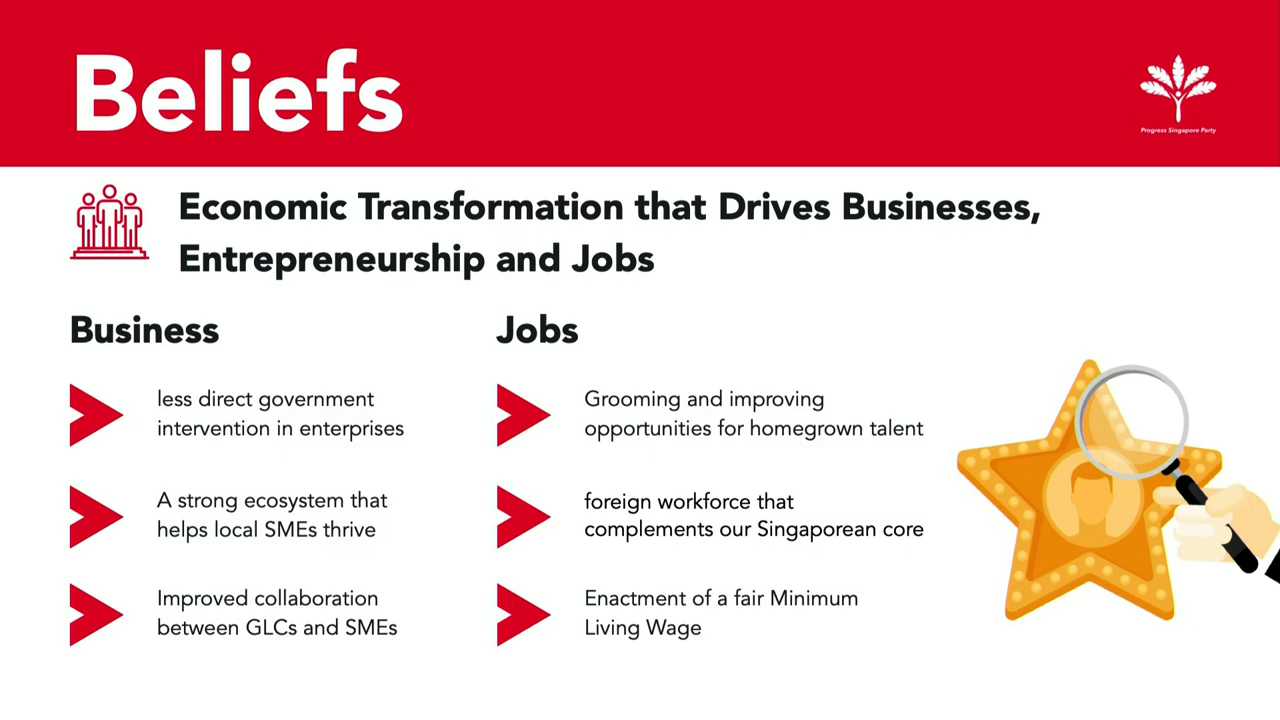 Beliefs
Progress Singapore Party
Economic Transformation that Drives Businesses,
Entrepreneurship and Jobs
Business
less direct government
intervention in enterprises
A strong ecosystem that
helps local SMEs thrive
Improved collaboration
between GLCs and SMEs
Jobs
Grooming and improving
opportunities for homegrown talent
foreign workforce that
complements our Singaporean core
Enactment of a fair Minimum
Living Wage